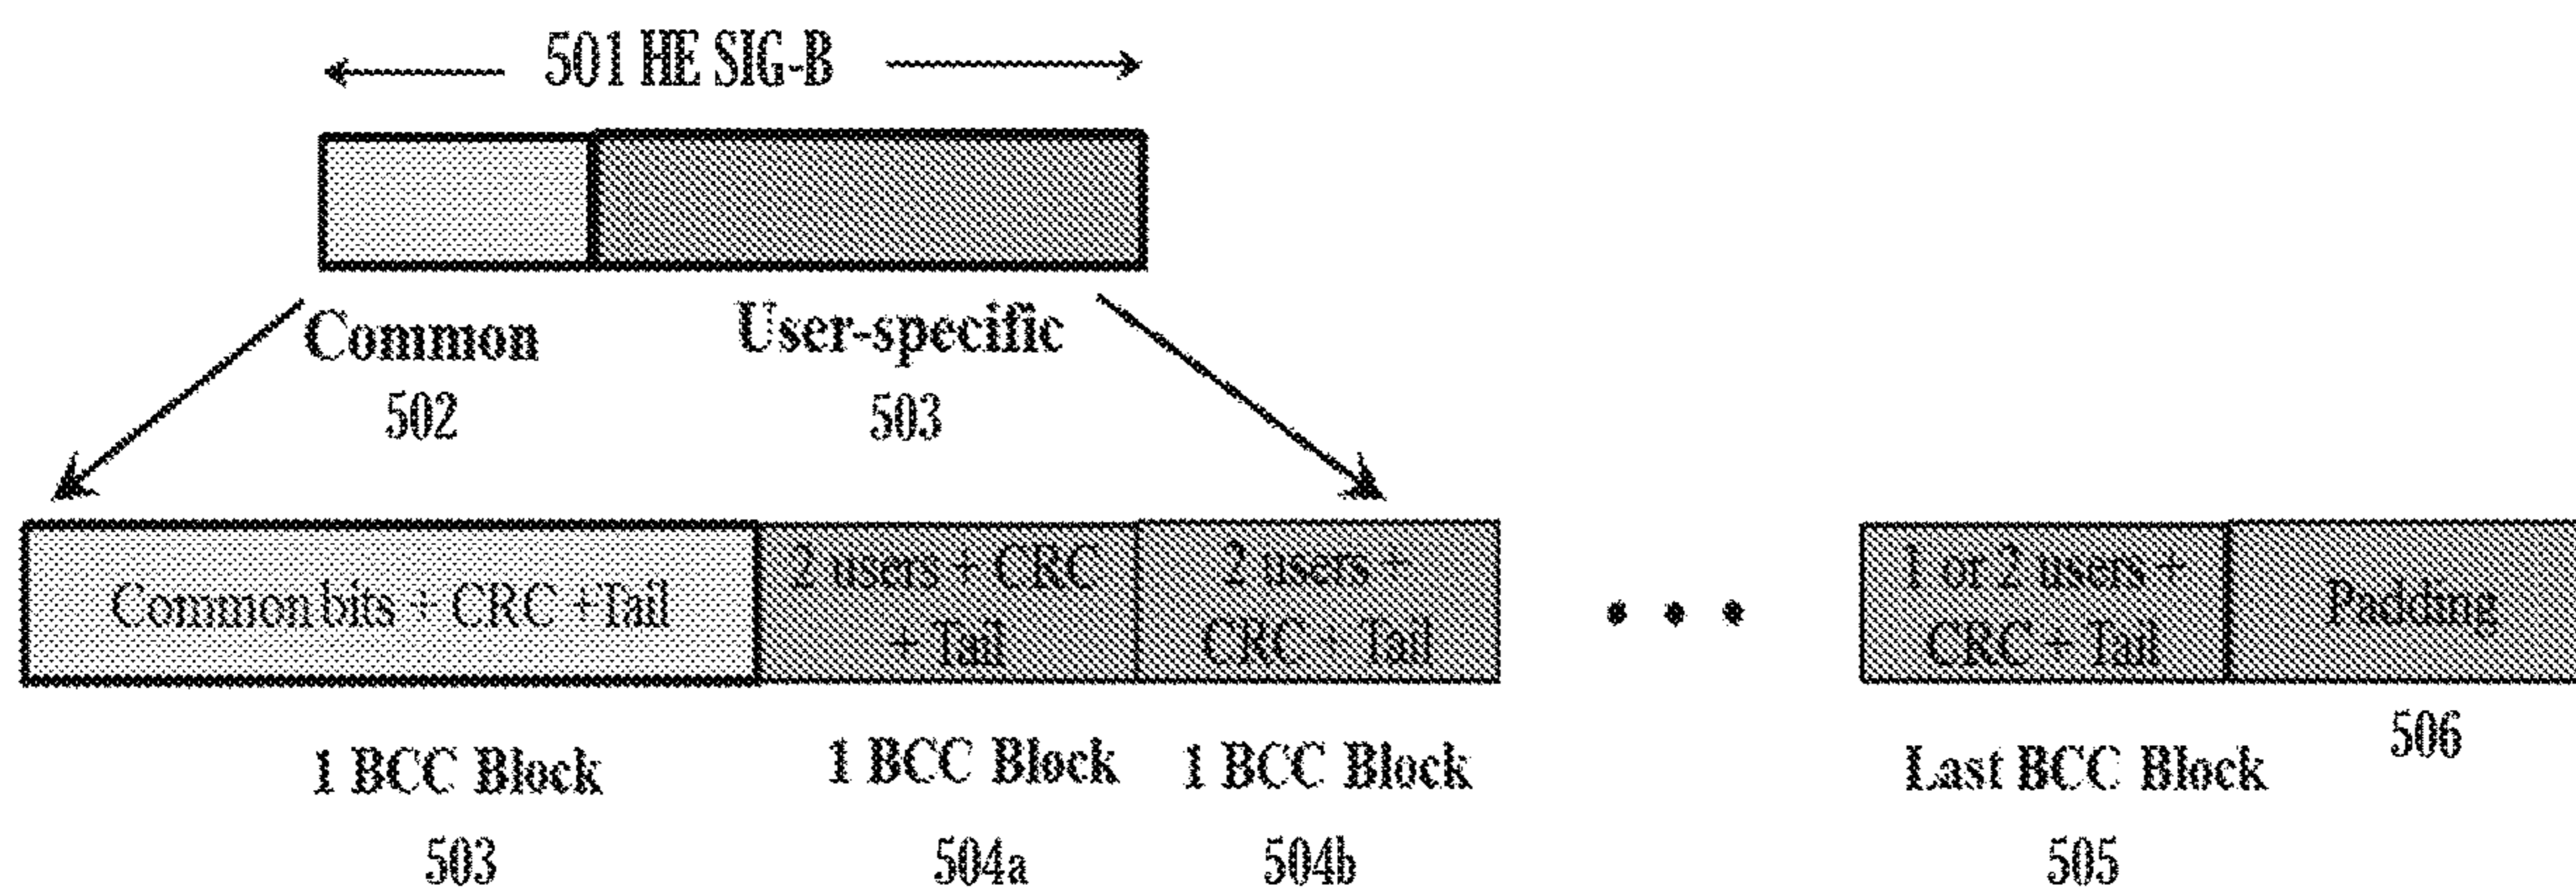 501 HE SIG-B
Common
User-specific
502
503
Common bits + CRC +Tail
2 users + CRC
+ Tail
2 users +
CRC + Tail
1 or 2 users +
CRC + Tail
Padding
506
1 BCC Block
1 BCC Block
1 BCC Block
Last BCC Block
503
504a
504b
505